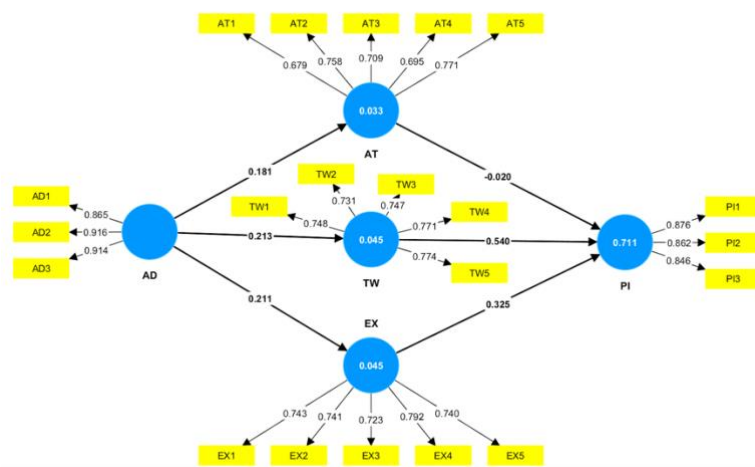 AT1 AT2 AT3 AT4 AT5
0.679 0.758 0.709 0.695 0.771
0.033
AT
0.181
-0.020
AD1 AD2 AD3
0.865 0.916 0.914
AD
TW1 TW2 TW3 TW4 TW5
0.748 0.731 0.747 0.771 0.774
0.213
0.045
0.540
TW
0.711
PI
0.876 0.862 0.846
PI1 PI2 PI3
0.211
EX
0.325
0.045
0.743 0.741 0.723 0.792 0.740
EX1 EX2 EX3 EX4 EX5